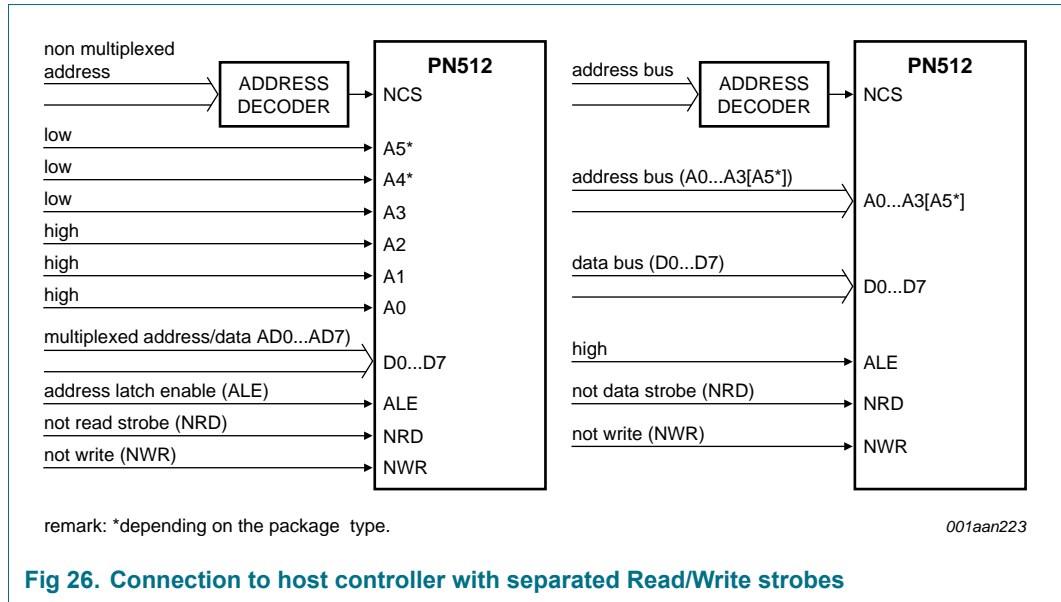 non multiplexed
address
ADDRESS
DECODER
PN512
NCS
low
A5*
low
A4*
low
A3
high
A2
high
A1
high
A0
multiplexed address/data AD0...AD7)
D0...D7
address latch enable (ALE)
ALE
not read strobe (NRD)
NRD
not write (NWR)
NWR
address bus
ADDRESS
DECODER
PN512
NCS
address bus (A0...A3[A5*])
A0...A3[A5*]
data bus (D0...D7)
D0...D7
high
ALE
not data strobe (NRD)
NRD
not write (NWR)
NWR
remark: *depending on the package type.
001aan223
Fig 26. Connection to host controller with separated Read/Write strobes